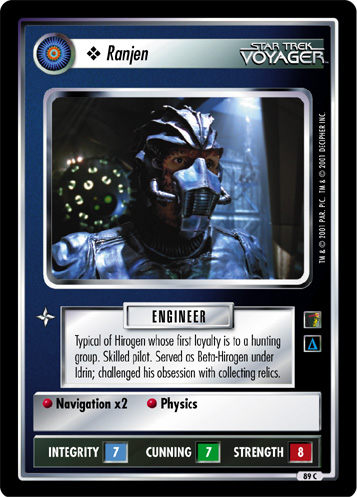 ❖ Ranjen
STAR TREK
VOYAGER™
TM & © 2001 PAR. PIC. TM & © 2001 DECIPHER INC.
ENGINEER
Typical of Hirogen whose first loyalty is to a hunting
group. Skilled pilot. Served as Beta-Hirogen under
Idrin; challenged his obsession with collecting relics.
Navigation x2 Physics
INTEGRITY 7 CUNNING 7 STRENGTH 8
89 C